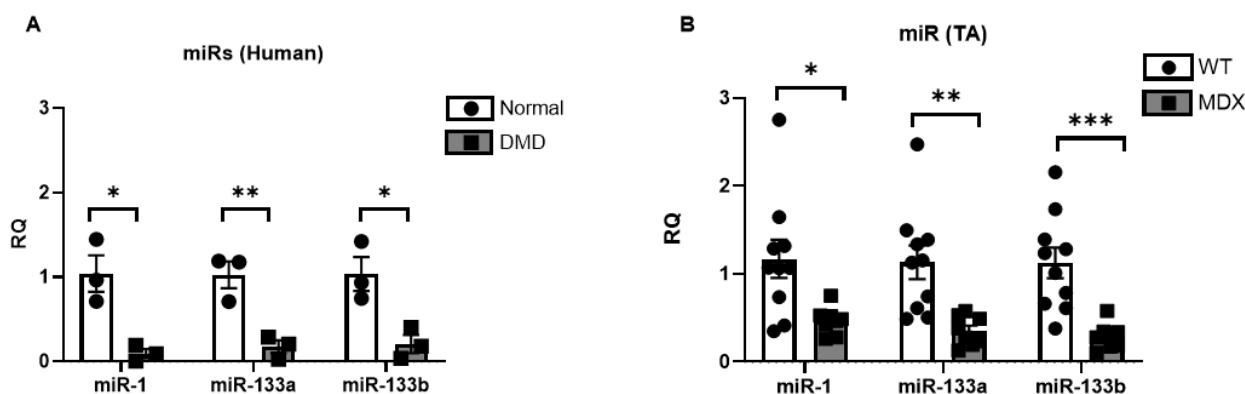 A
miRs (Human)
Normal
DMD
3
2
1
0
RQ
*
**
*
miR-1
miR-133a
miR-133b
B
miR (TA)
WT
MDX
3
2
1
0
RQ
*
**
***
miR-1
miR-133a
miR-133b